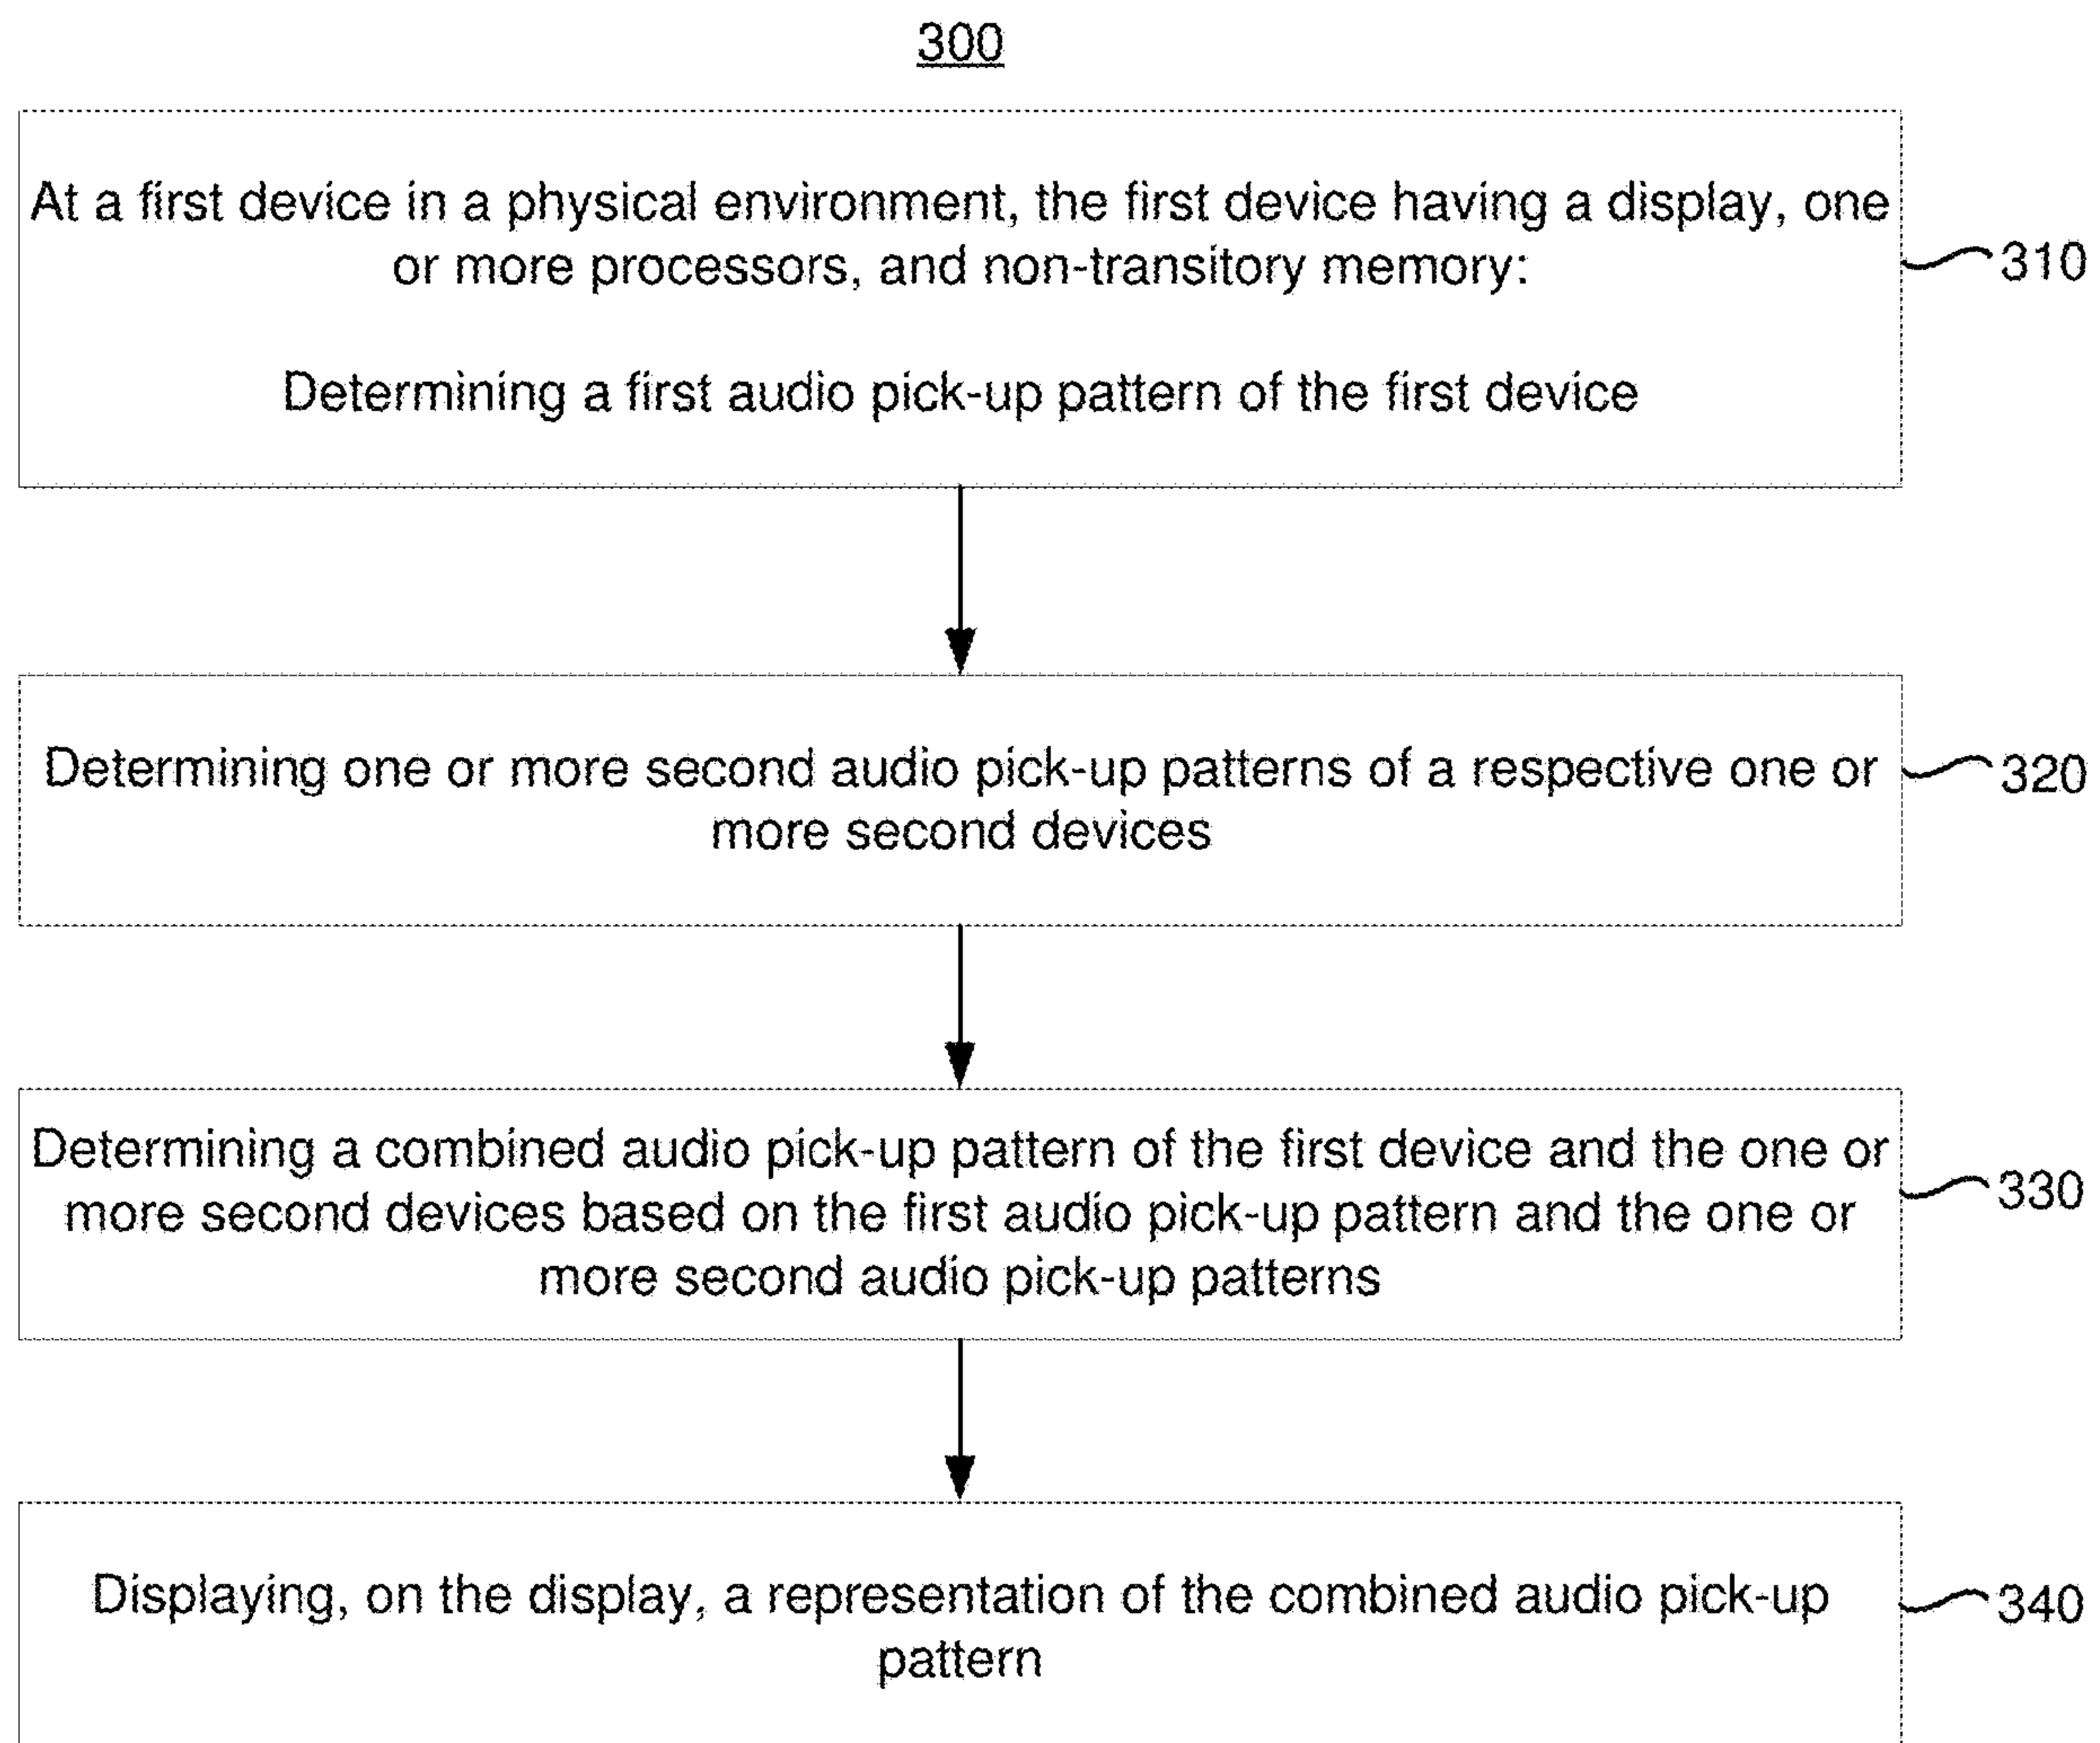 300
At a first device in a physical environment, the first device having a display, one
or more processors, and non-transitory memory:
Determining a first audio pick-up pattern of the first device
310
Determining one or more second audio pick-up patterns of a respective one or
more second devices
320
Determining a combined audio pick-up pattern of the first device and the one or
more second devices based on the first audio pick-up pattern and the one or
more second audio pick-up patterns
330
Displaying, on the display, a representation of the combined audio pick-up
pattern
340